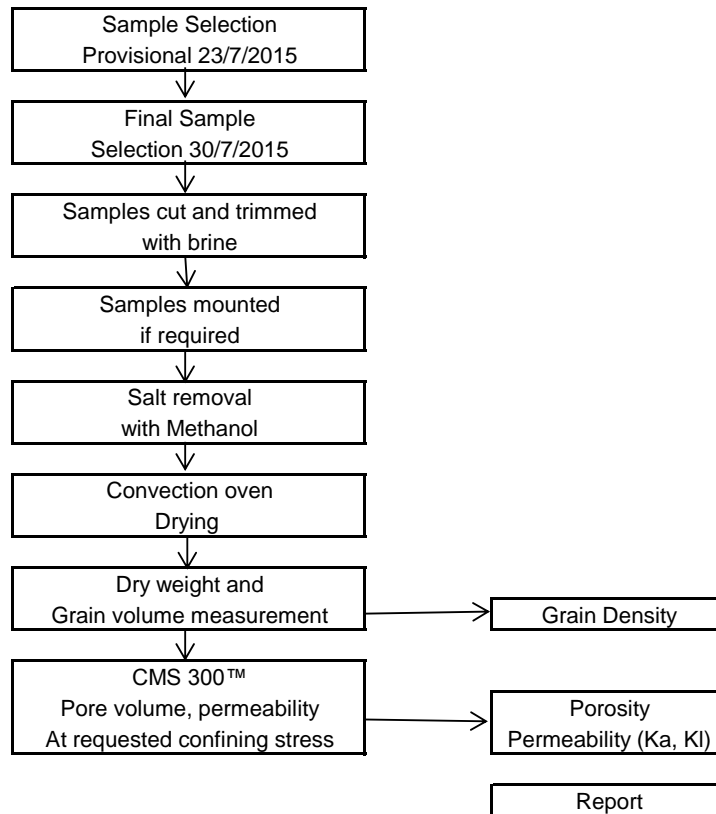 Sample Selection
Provisional 23/7/2015
Final Sample
Selection 30/7/2015
Samples cut and trimmed
with brine
Samples mounted
if required
Salt removal
with Methanol
Convection oven
Drying
Dry weight and
Grain volume measurement
Grain Density
CMS 300™
Pore volume, permeability
At requested confining stress
Porosity
Permeability (Ka, Kl)
Report